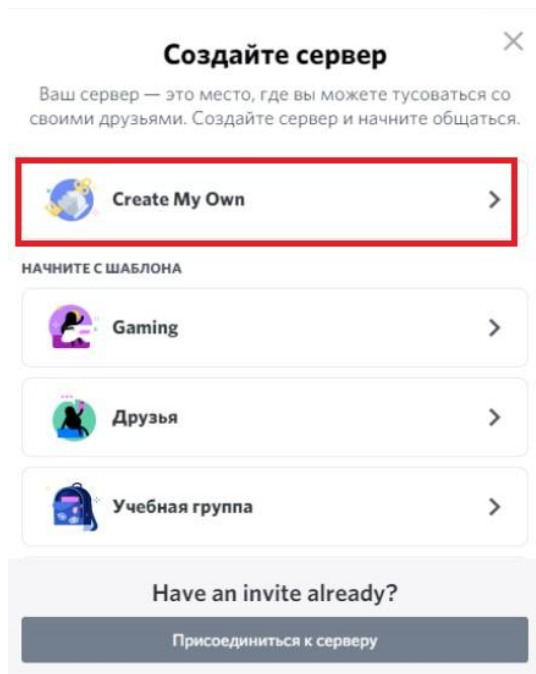 Создайте сервер
Ваш сервер — это место, где вы можете тусоваться со
своими друзьями. Создайте сервер и начните общаться.
Create My Own
НАЧНИТЕ С ШАБЛОНА
Gaming
Друзья
Учебная группа
Have an invite already?
Присоединиться к серверу